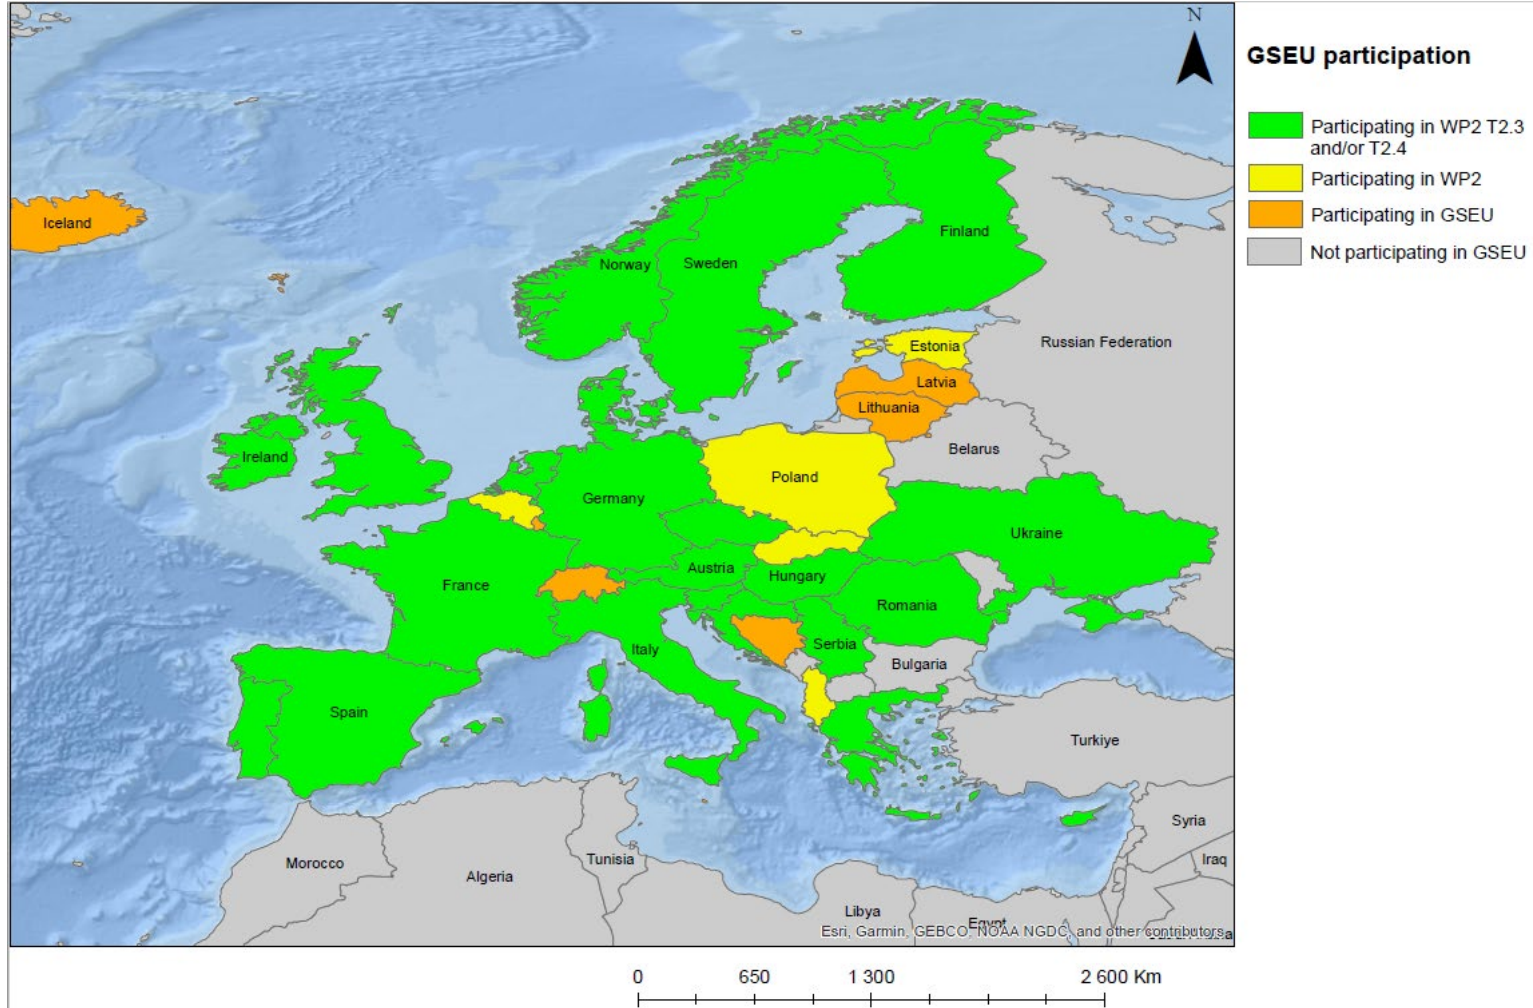 N
GSEU participation
Participating in WP2 T2.3
and/or T2.4
Participating in WP2
Participating in GSEU
Not participating in GSEU
Iceland
Finland
Norway
Sweden
Russian Federation
Estonia
Latvia
Lithuania
Belarus
Ireland
Poland
Germany
Ukraine
Austria
Hungary
France
Romania
Serbia
Italy
Bulgaria
Spain
Turkiye
Syria
Morocco
Tunisia
Iraq
Algeria
Libya
Egypt
Esri, Garmin, GEBCO, NOAA NGDC, and other contributors
0 650 1 300 2 600 Km